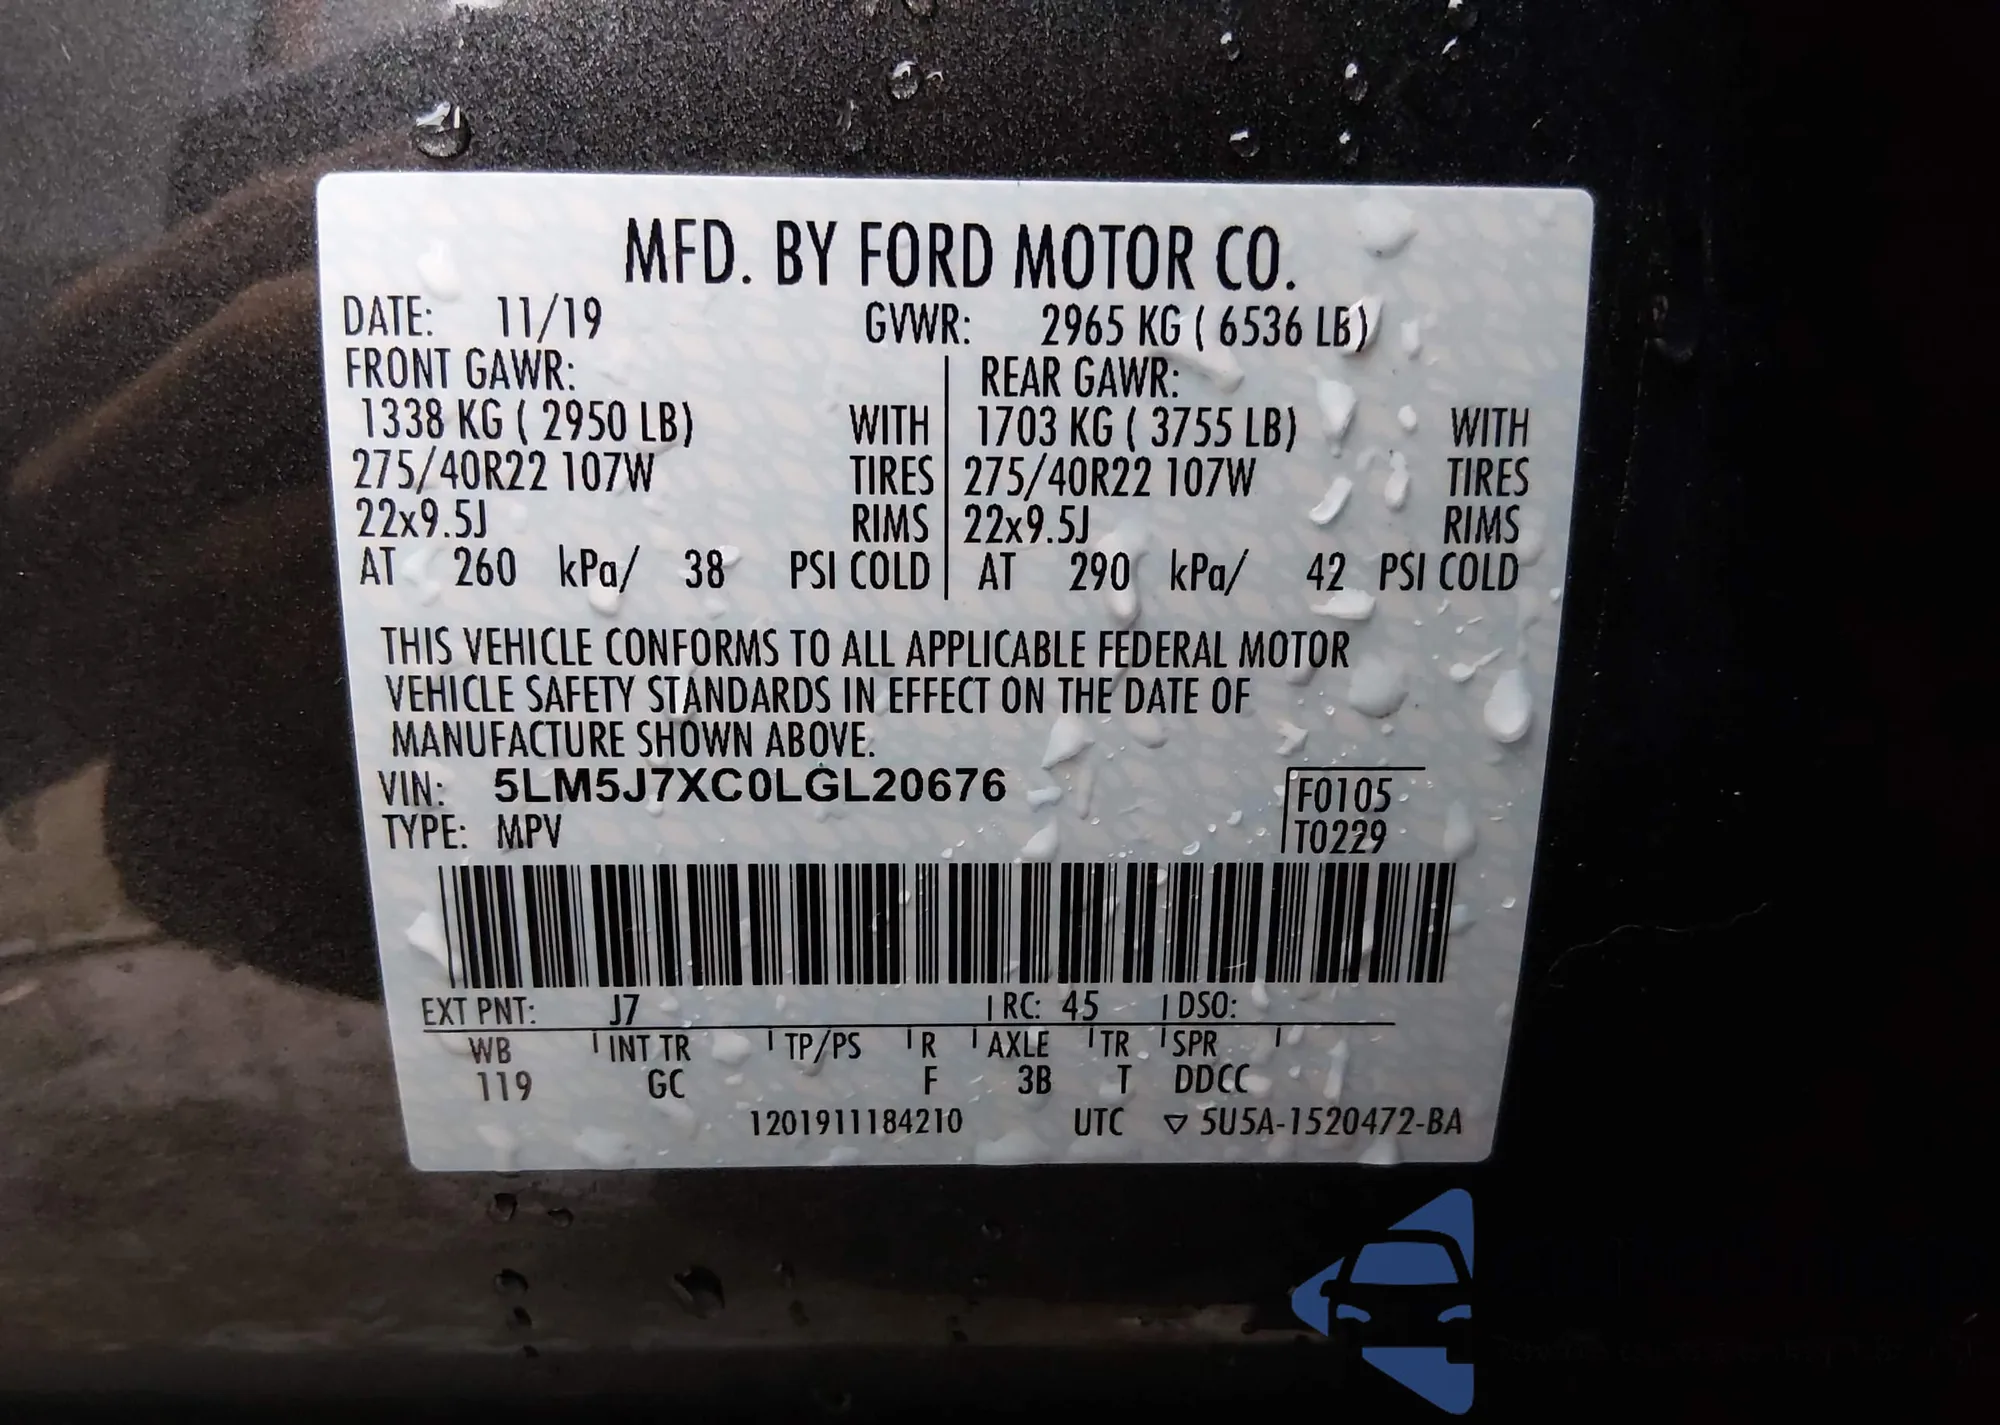 MFD. BY FORD MOTOR CO.
DATE: 11/19 GVWR: 2965 KG ( 6536 LB)
FRONT GAWR: REAR GAWR:
1338 KG ( 2950 LB) WITH 1703 KG ( 3755 LB) WITH
275/40R22 107W TIRES 275/40R22 107W TIRES
22x9.5J RIMS 22x9.5J RIMS
AT 260 kPa/ 38 PSI COLD AT 290 kPa/ 42 PSI COLD
THIS VEHICLE CONFORMS TO ALL APPLICABLE FEDERAL MOTOR
VEHICLE SAFETY STANDARDS IN EFFECT ON THE DATE OF
MANUFACTURE SHOWN ABOVE.
VIN: 5LM5J7XC0LGL20676 F0105
TYPE: MPV T0229
EXT PNT: J7 RC: 45 DSO:
WB INT TR TP/PS R AXLE TR SPR
119 GC F 3B T DDCC
1201911184210 UTC ▽ 5U5A-1520472-BA